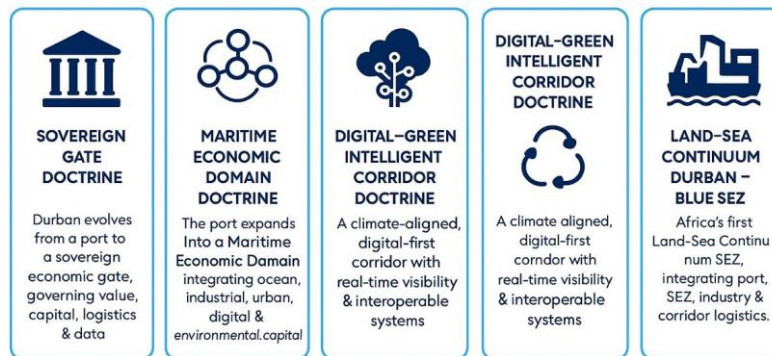 SOVEREIGN
GATE
DOCTRINE
Durban evolves
from a port to
a sovereign
economic gate,
governing value,
capital, logistics
& data
MARITIME
ECONOMIC
DOMAIN
DOCTRINE
The port expands
Into a Maritime
Economic Damain
integrating ocean,
industrial, urban,
digital &
environmental.capital
DIGITAL–GREEN
INTELLIGENT
CORRIDOR
DOCTRINE
A climate-aligned,
digital-first
corridor with
real-time visibility
& interoperable
systems
DIGITAL-GREEN
INTELLIGENT
CORRIDOR
DOCTRINE
A climate aligned,
digital-first
corndor with
real-time visibility
& interoperable
systems
LAND–SEA
CONTINUUM
DURBAN –
BLUE SEZ
Africa's first
Land-Sea Continu
num SEZ,
integrating port,
SEZ, industry &
corridor logistics.